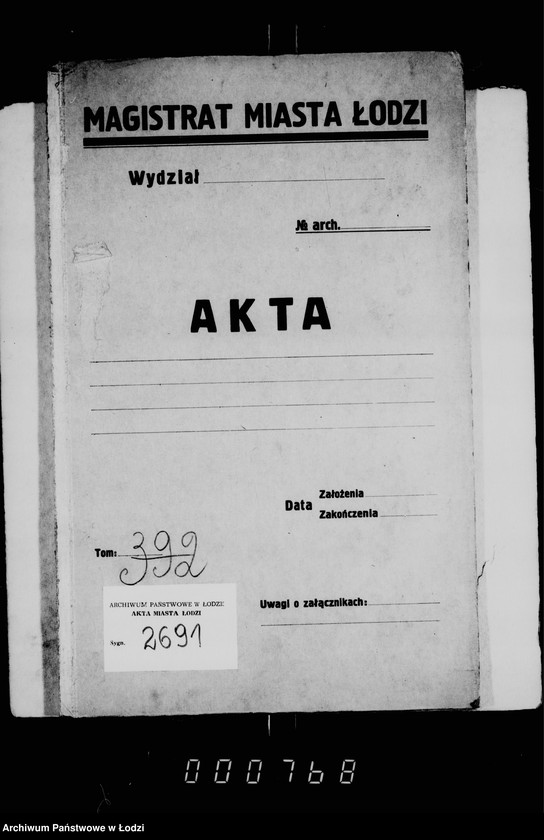 MAGISTRAT MIASTA ŁODZI
Wydział
№ arch.
AKTA
Data
Założenia
Zakończenia
Tom: 392
ARCHIWUM PAŃSTWOWE W ŁODZI
AKTA MIASTA ŁODZI
Sygn. 2691
Uwagi o załącznikach:
000768
Archiwum Państwowe w Łodzi